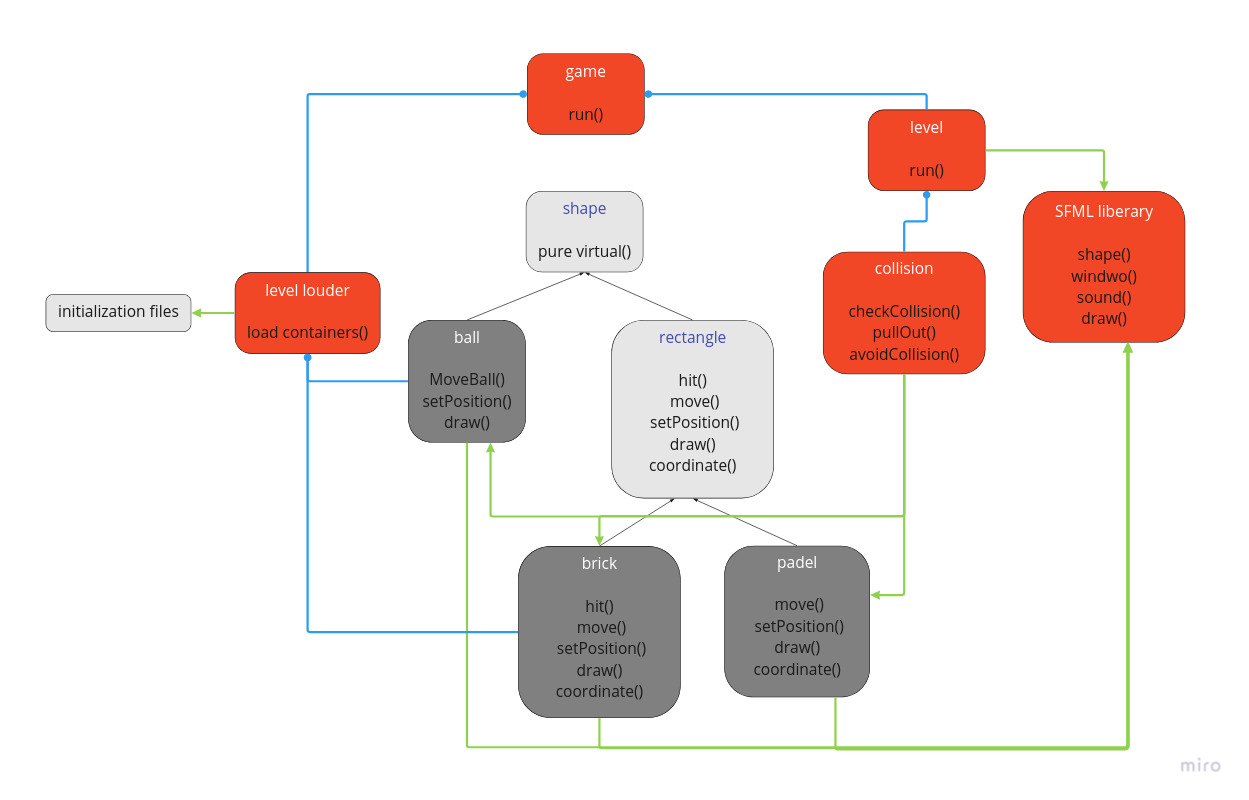 game
run()
level
run()
shape
pure virtual()
SFML liberary
shape()
windwo()
sound()
draw()
collision
checkCollision()
pullOut()
avoidCollision()
level louder
load containers()
initialization files
ball
MoveBall()
setPosition()
draw()
rectangle
hit()
move()
setPosition()
draw()
coordinate()
brick
hit()
move()
setPosition()
draw()
coordinate()
padel
move()
setPosition()
draw()
coordinate()
miro